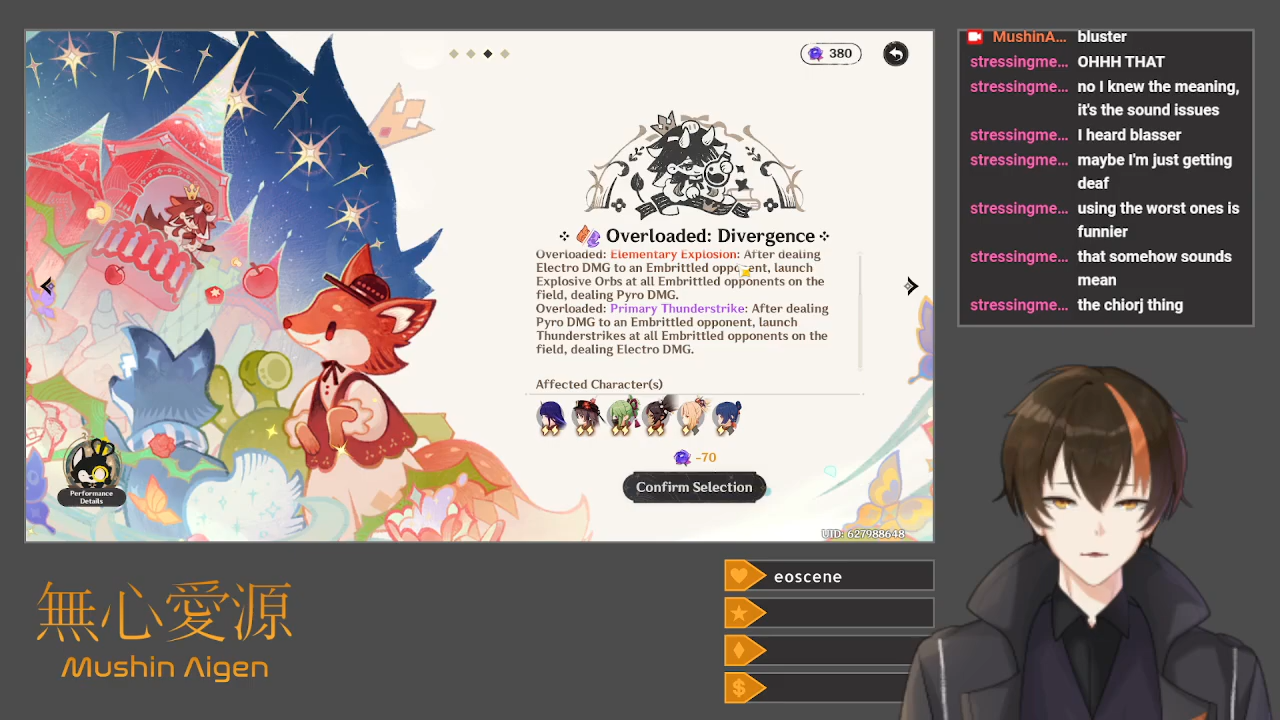 380
Overloaded: Divergence
Overloaded: Elementary Explosion: After dealing
Electro DMG to an Embrittled opponent, launch
Explosive Orbs at all Embrittled opponents on the
field, dealing Pyro DMG.
Overloaded: Primary Thunderstrike: After dealing
Pyro DMG to an Embrittled opponent, launch
Thunderstrikes at all Embrittled opponents on the
field, dealing Electro DMG.
Affected Character(s)
-70
Confirm Selection
Performance
Details
UID: 627988648
MushinA... bluster
stressingme... OHHH THAT
stressingme... no I knew the meaning,
it's the sound issues
stressingme... I heard blasser
stressingme... maybe I'm just getting
deaf
stressingme... using the worst ones is
funnier
stressingme... that somehow sounds
mean
stressingme... the chiorj thing
無心愛源
Mushin Aigen
eoscene
$